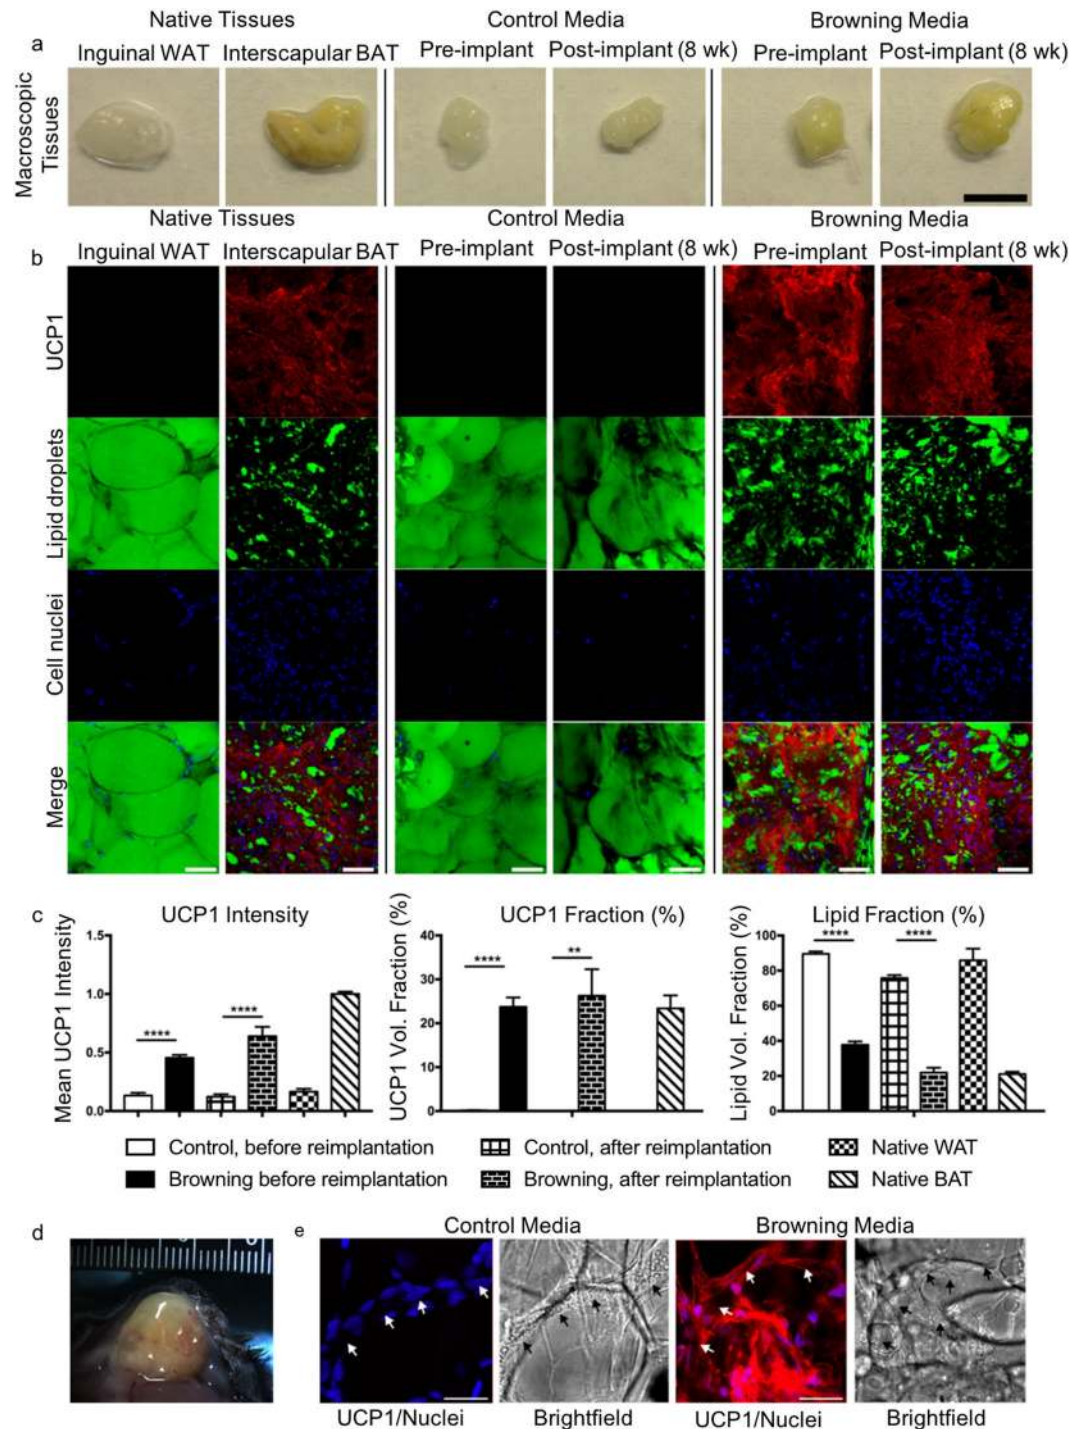 Native Tissues Control Media Browning Media
a
Inguinal WAT Interscapular BAT Pre-implant Post-implant (8 wk) Pre-implant Post-implant (8 wk)
Macroscopic
Tissues
Native Tissues Control Media Browning Media
b
Inguinal WAT Interscapular BAT Pre-implant Post-implant (8 wk) Pre-implant Post-implant (8 wk)
UCP1
Lipid droplets
Cell nuclei
Merge
c
UCP1 Intensity
Mean UCP1 Intensity
1.5
1.0
0.5
0.0
****
****
UCP1 Fraction (%)
UCP1 Vol. Fraction (%)
40
30
20
10
0
****
**
Lipid Fraction (%)
Lipid Vol. Fraction (%)
100
80
60
40
20
0
****
****
Control, before reimplantation Control, after reimplantation Native WAT
Browning before reimplantation Browning, after reimplantation Native BAT
d
e
Control Media Browning Media
UCP1/Nuclei Brightfield UCP1/Nuclei Brightfield